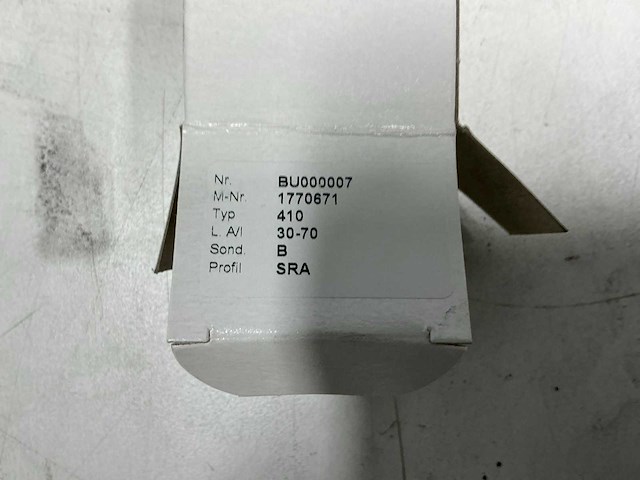 Nr. BU000007
M-Nr. 1770671
Typ 410
L. A/I 30-70
Sond. B
Profil SRA